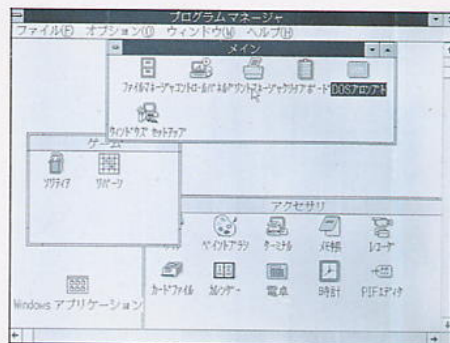 プログラム マネージャ
ファイル(F) オプション(O) ウィンドウ(W) ヘルプ(H)
メイン
ファイルマネージャ コントロールパネル プリントマネージャ クリップボード DOSプロンプト
ウィンドウズ セットアップ
ゲーム
ソリティア リバーシ
アクセサリ
ペイントブラシ ターミナル メモ帳 レコーダ
カードファイル カレンダー 電卓 時計 PIFエディタ
Windows アプリケーション